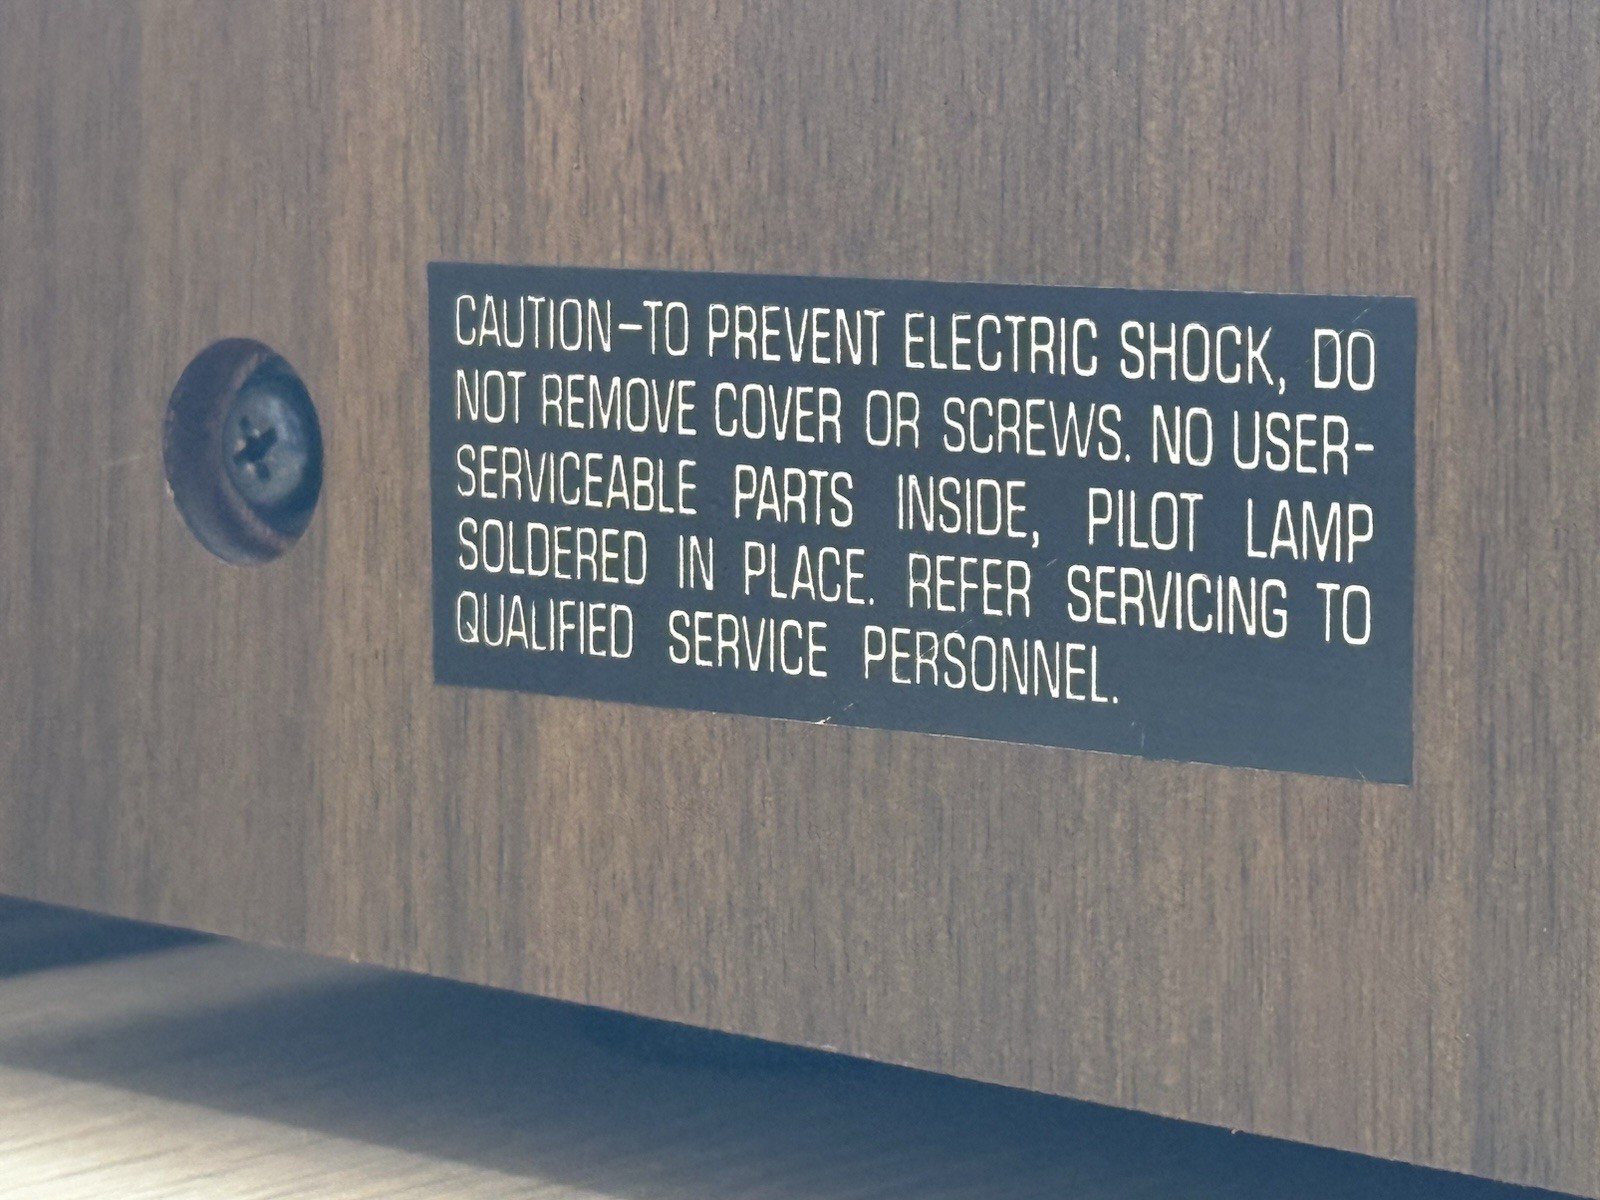 CAUTION–TO PREVENT ELECTRIC SHOCK, DO
NOT REMOVE COVER OR SCREWS. NO USER-
SERVICEABLE PARTS INSIDE, PILOT LAMP
SOLDERED IN PLACE. REFER SERVICING TO
QUALIFIED SERVICE PERSONNEL.